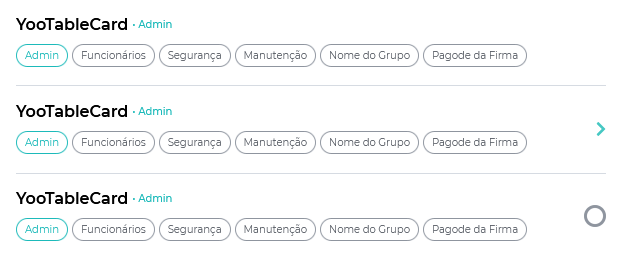 YooTableCard · Admin
Admin Funcionários Segurança Manutenção Nome do Grupo Pagode da Firma
YooTableCard · Admin
Admin Funcionários Segurança Manutenção Nome do Grupo Pagode da Firma
YooTableCard · Admin
Admin Funcionários Segurança Manutenção Nome do Grupo Pagode da Firma